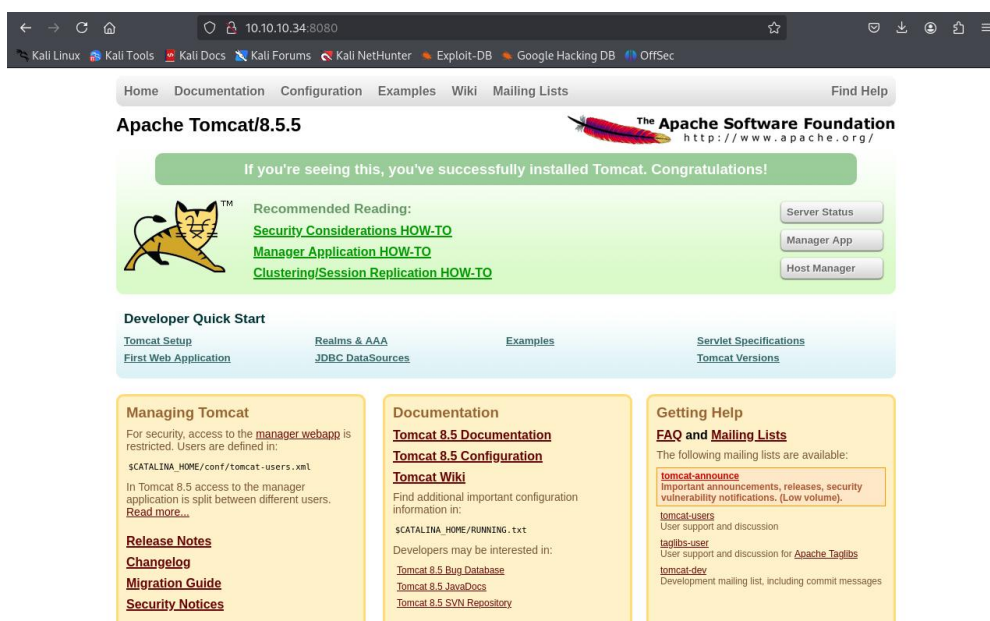 10.10.10.34:8080
Kali Linux Kali Tools Kali Docs Kali Forums Kali NetHunter Exploit-DB Google Hacking DB OffSec
Home Documentation Configuration Examples Wiki Mailing Lists Find Help
Apache Tomcat/8.5.5
The Apache Software Foundation
http://www.apache.org/
If you're seeing this, you've successfully installed Tomcat. Congratulations!
TM
Recommended Reading:
Security Considerations HOW-TO
Manager Application HOW-TO
Clustering/Session Replication HOW-TO
Server Status
Manager App
Host Manager
Developer Quick Start
Tomcat Setup
First Web Application
Realms & AAA
JDBC DataSources
Examples
Servlet Specifications
Tomcat Versions
Managing Tomcat
For security, access to the manager webapp is
restricted. Users are defined in:
$CATALINA_HOME/conf/tomcat-users.xml
In Tomcat 8.5 access to the manager
application is split between different users.
Read more...
Release Notes
Changelog
Migration Guide
Security Notices
Documentation
Tomcat 8.5 Documentation
Tomcat 8.5 Configuration
Tomcat Wiki
Find additional important configuration
information in:
$CATALINA_HOME/RUNNING.txt
Developers may be interested in:
Tomcat 8.5 Bug Database
Tomcat 8.5 JavaDocs
Tomcat 8.5 SVN Repository
Getting Help
FAQ and Mailing Lists
The following mailing lists are available:
tomcat-announce
Important announcements, releases, security
vulnerability notifications. (Low volume).
tomcat-users
User support and discussion
taglibs-user
User support and discussion for Apache Taglibs
tomcat-dev
Development mailing list, including commit messages